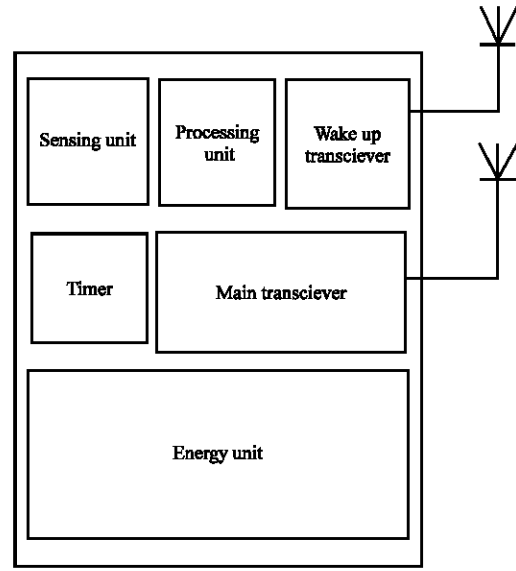 Sensing unit
Processing
unit
Wake up
transciever
Timer
Main transciever
Energy unit